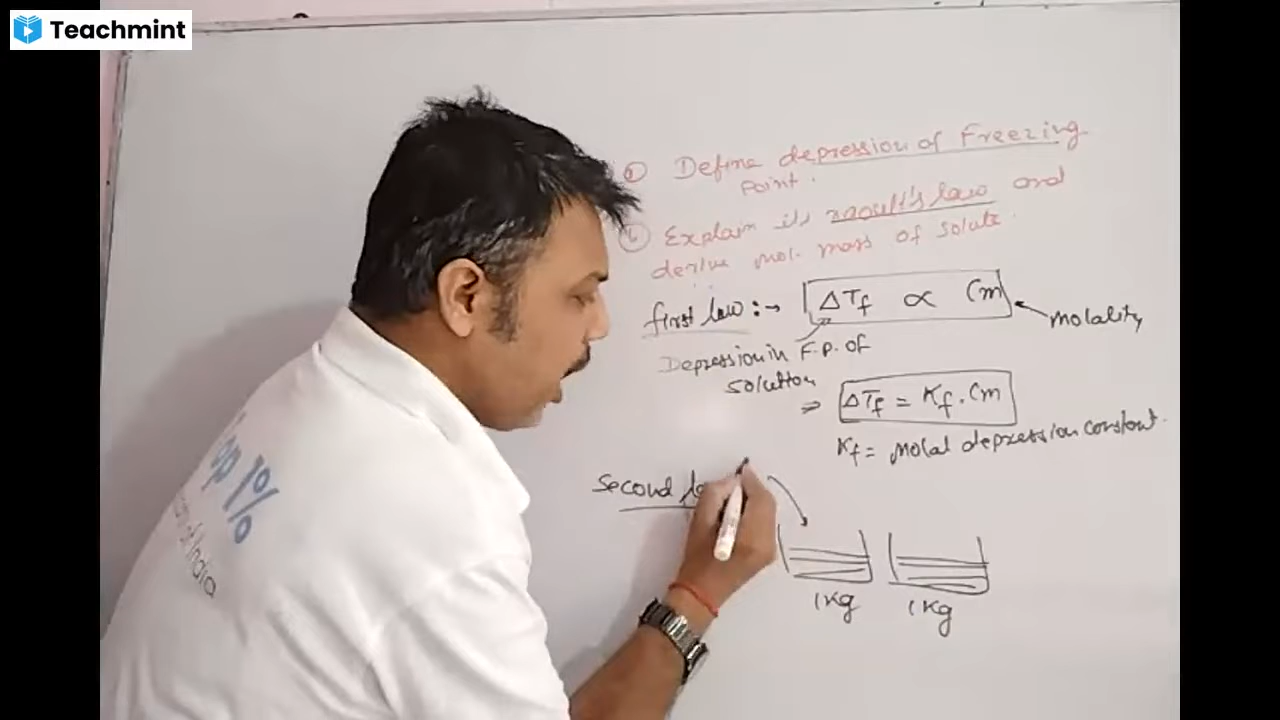 Teachmint
a) Define depression of Freezing
Point.
b) Explain its raoult's law and
derive mol. mass of solute.
first law :→ ΔTf ∝ Cm
molality
Depression in F.P. of
solution
⇒ ΔTf = Kf . Cm
Kf = molal depression constant.
Second
1 Kg 1 Kg
1%
of India